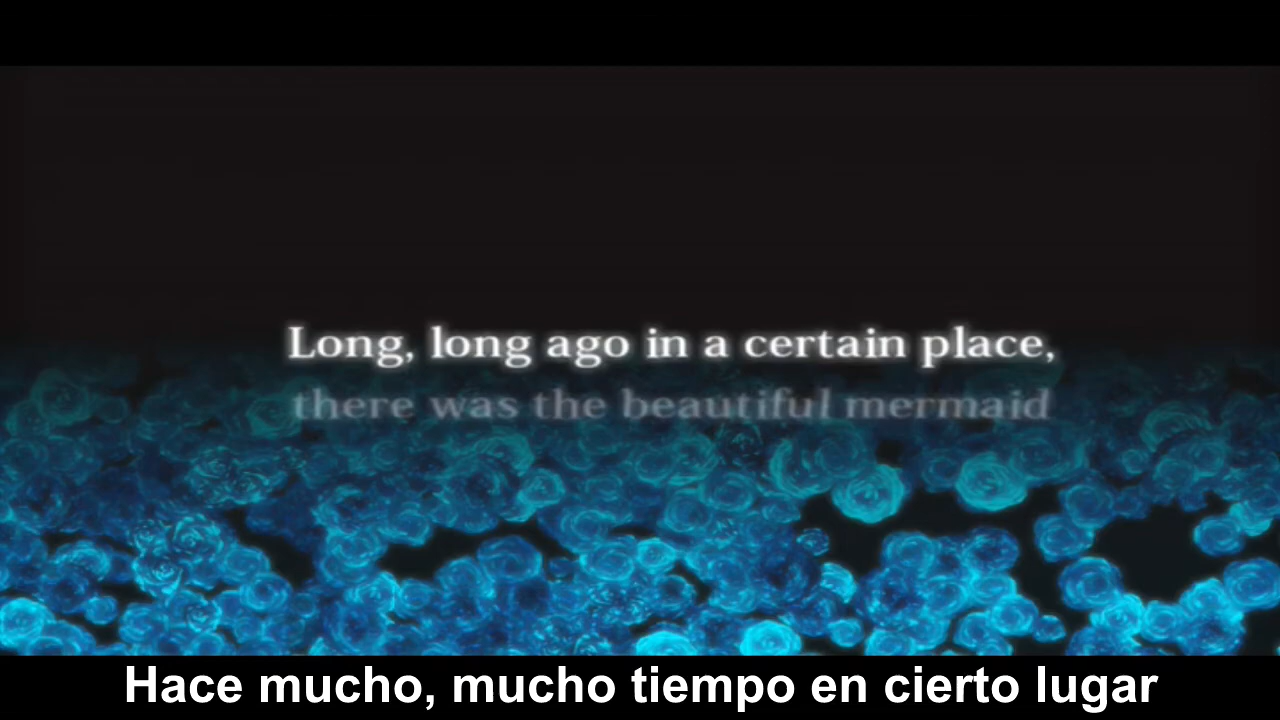 Long, long ago in a certain place,
there was the beautiful mermaid
Hace mucho, mucho tiempo en cierto lugar